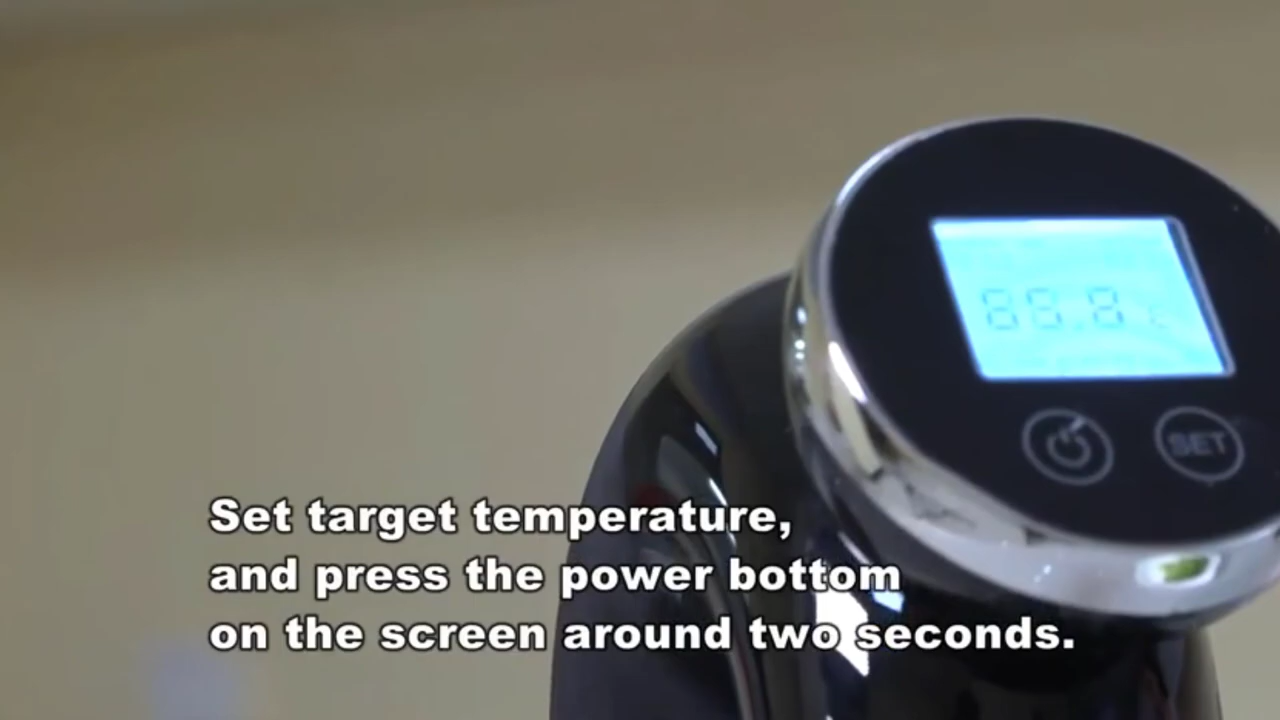 88.8
SET
Set target temperature,
and press the power bottom
on the screen around two seconds.